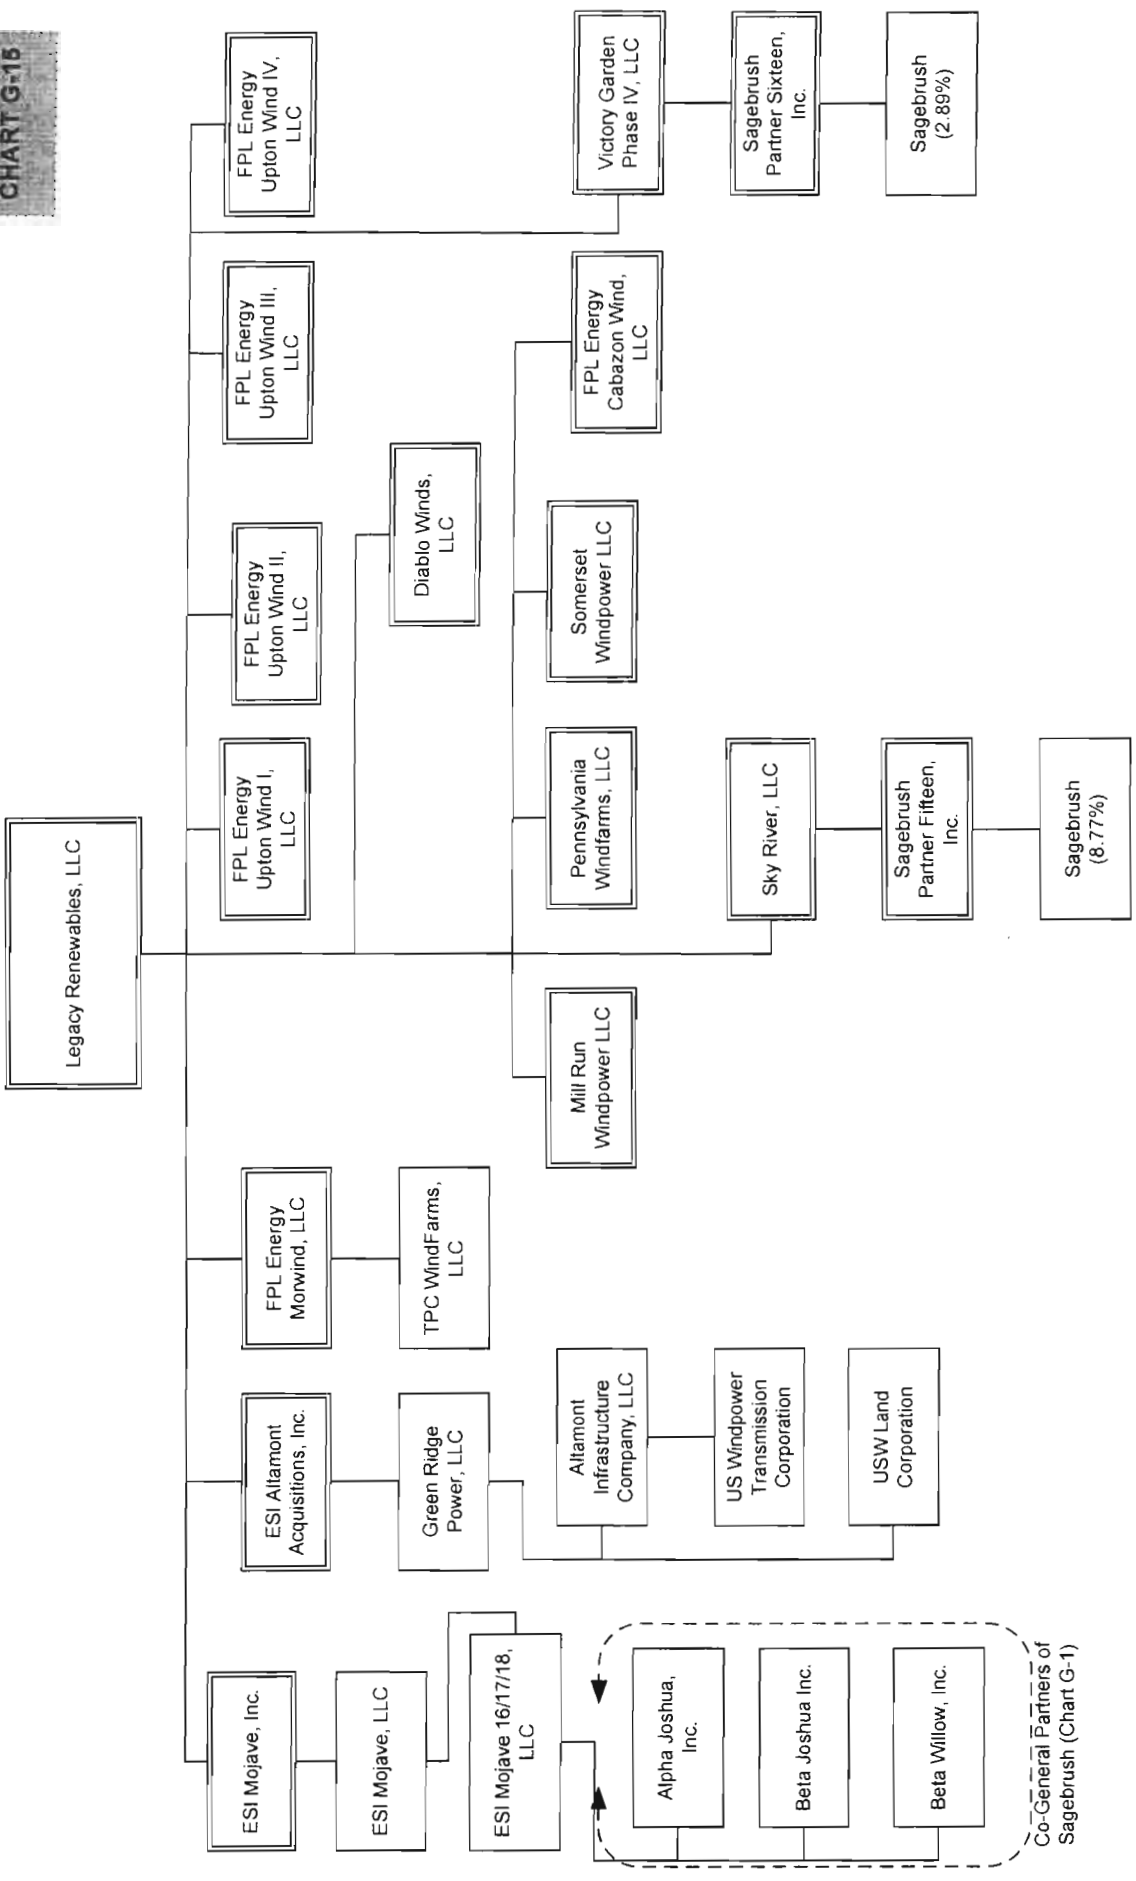 CHART G-15
Legacy Renewables, LLC
ESI Mojave, Inc.
ESI Mojave, LLC
ESI Mojave 16/17/18,
LLC
Alpha Joshua,
Inc.
Beta Joshua Inc.
Beta Willow, Inc.
Co-General Partners of
Sagebrush (Chart G-1)
ESI Altamont
Acquisitions, Inc.
Green Ridge
Power, LLC
Altamont
Infrastructure
Company, LLC
US Windpower
Transmission
Corporation
USW Land
Corporation
FPL Energy
Morwind, LLC
TPC WindFarms,
LLC
FPL Energy
Upton Wind I,
LLC
FPL Energy
Upton Wind II,
LLC
FPL Energy
Upton Wind III,
LLC
FPL Energy
Upton Wind IV,
LLC
Diablo Winds,
LLC
Mill Run
Windpower LLC
Pennsylvania
Windfarms, LLC
Somerset
Windpower LLC
FPL Energy
Cabazon Wind,
LLC
Sky River, LLC
Sagebrush
Partner Fifteen,
Inc.
Sagebrush
(8.77%)
Victory Garden
Phase IV, LLC
Sagebrush
Partner Sixteen,
Inc.
Sagebrush
(2.89%)